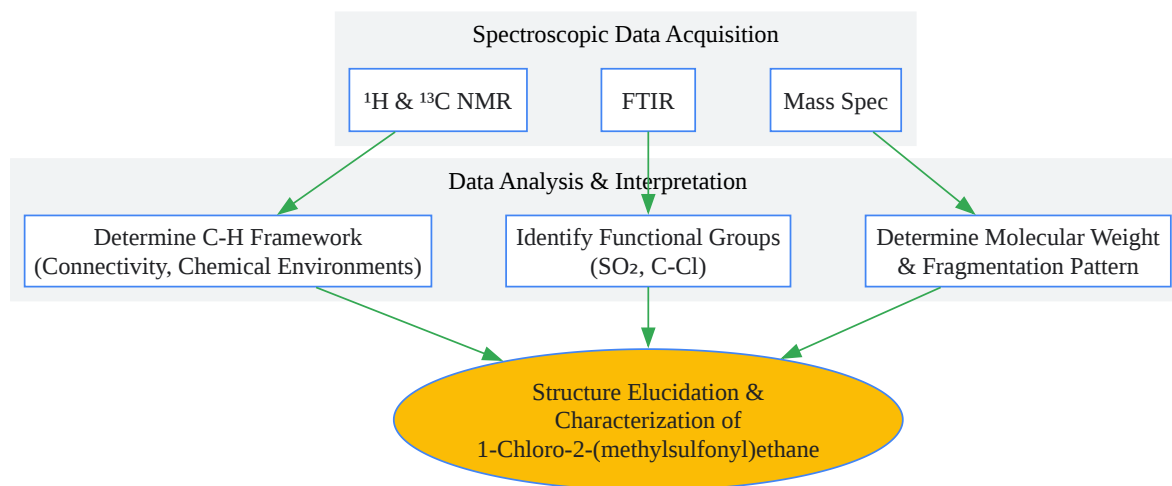 Spectroscopic Data Acquisition
¹H & ¹³C NMR
FTIR
Mass Spec
Data Analysis & Interpretation
Determine C-H Framework
(Connectivity, Chemical Environments)
Identify Functional Groups
(SO₂, C-Cl)
Determine Molecular Weight
& Fragmentation Pattern
Structure Elucidation &
Characterization of
1-Chloro-2-(methylsulfonyl)ethane